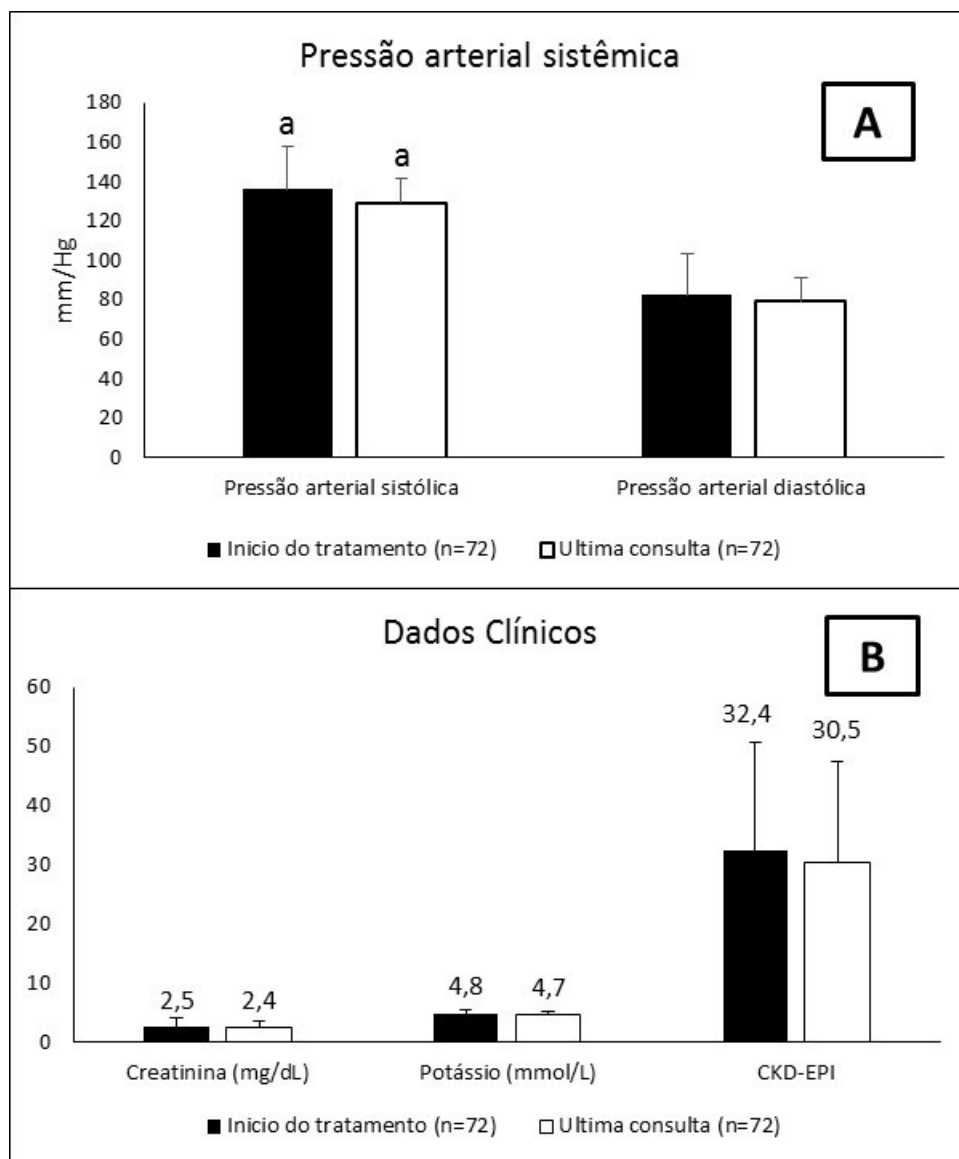 Pressão arterial sistêmica
A
180
160
140
120
100
80
60
40
20
0
mm/Hg
a
a
Pressão arterial sistólica
Pressão arterial diastólica
Inicio do tratamento (n=72)
Ultima consulta (n=72)
Dados Clínicos
B
60
50
40
30
20
10
0
2,5
2,4
4,8
4,7
32,4
30,5
Creatinina (mg/dL)
Potássio (mmol/L)
CKD-EPI
Inicio do tratamento (n=72)
Ultima consulta (n=72)